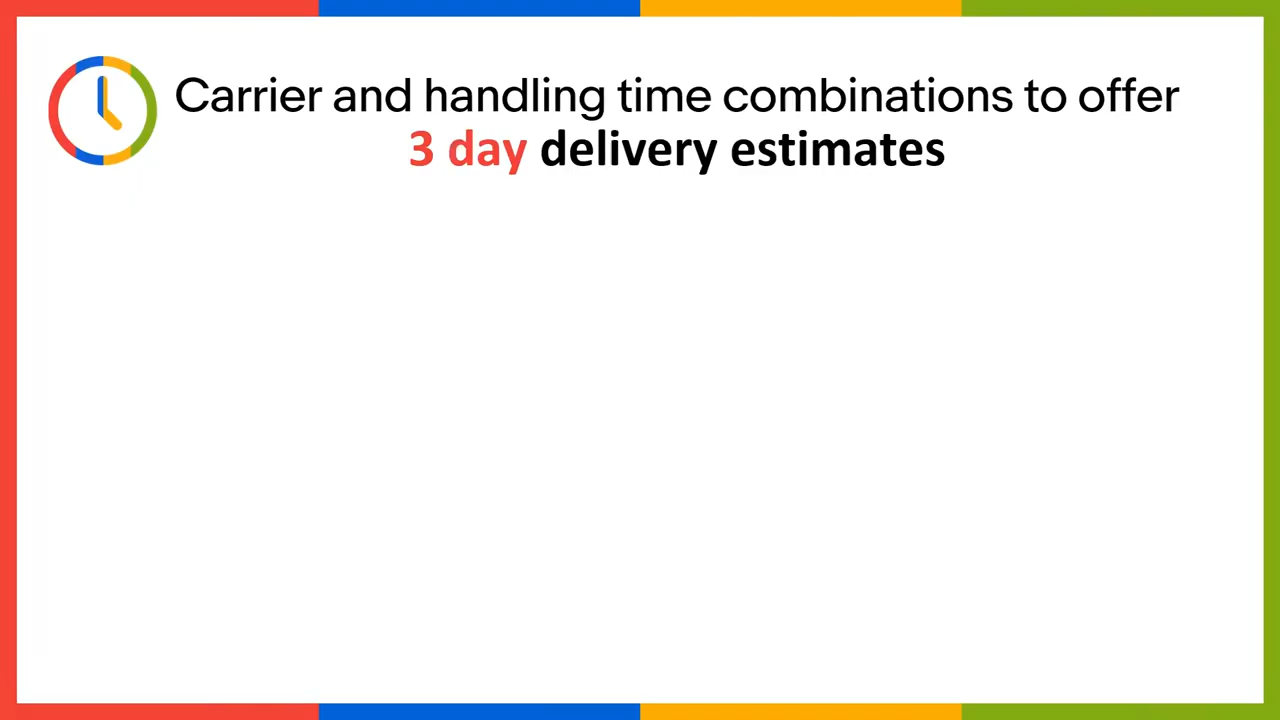 Carrier and handling time combinations to offer
3 day delivery estimates